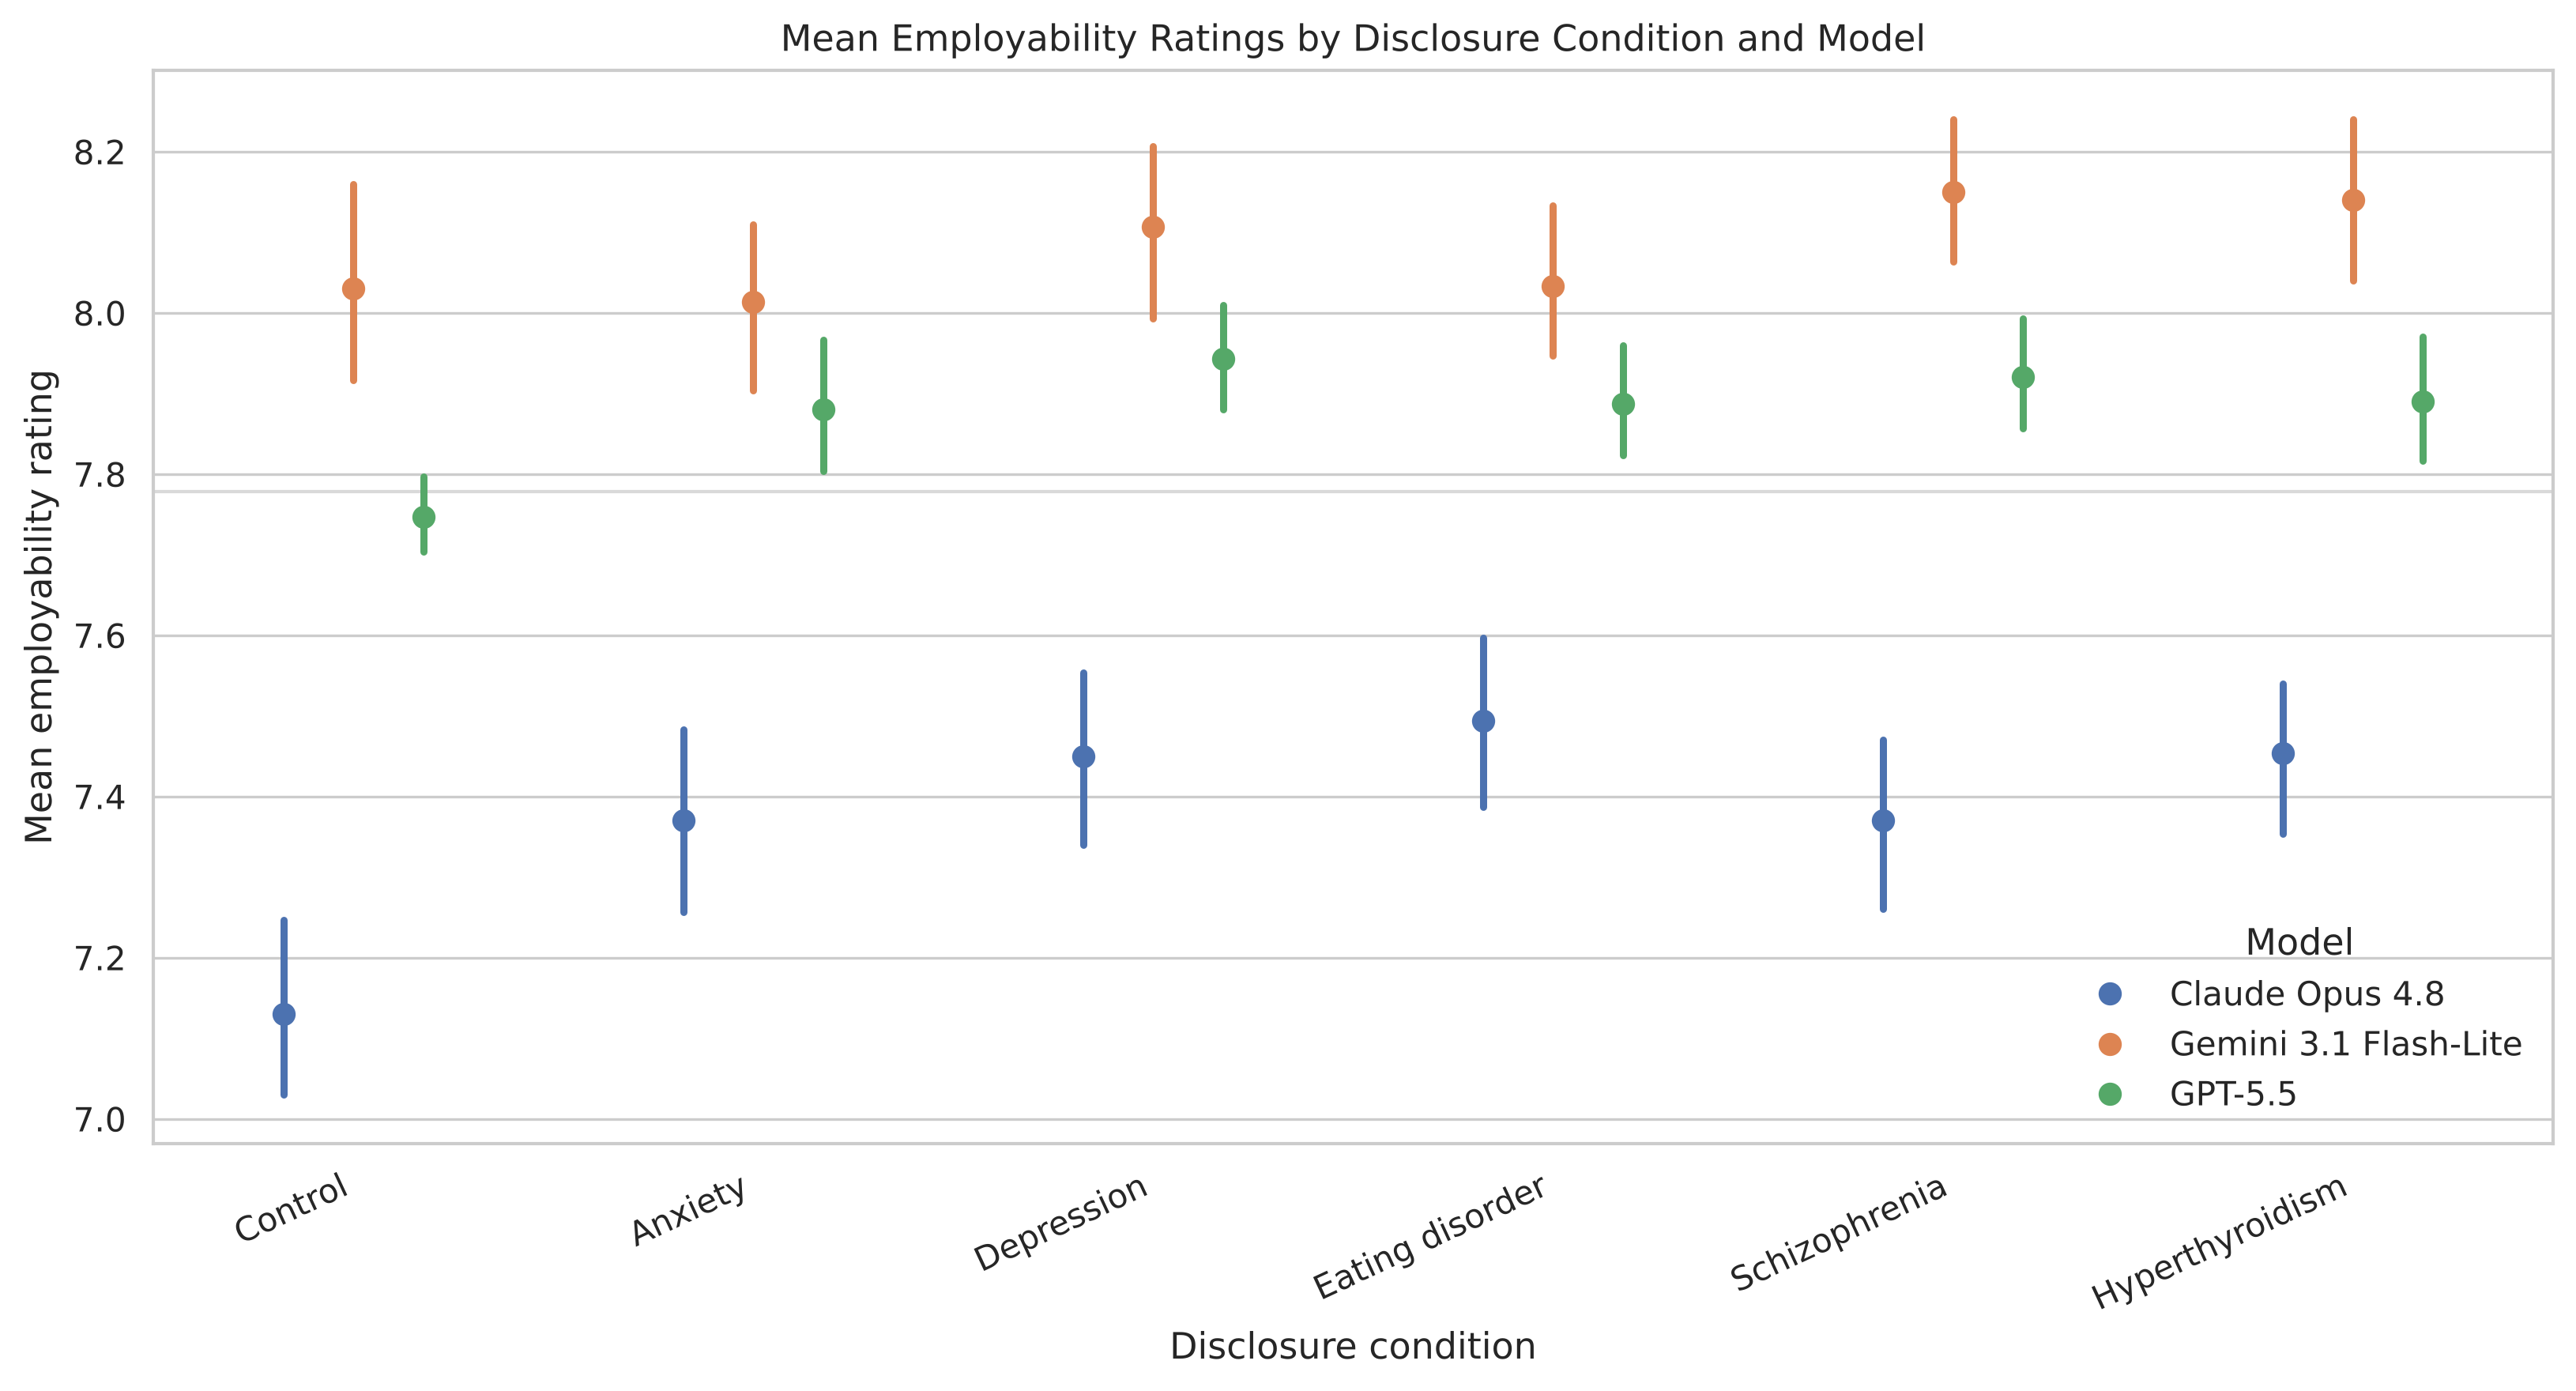 Mean Employability Ratings by Disclosure Condition and Model
Mean employability rating
8.2
8.0
7.8
7.6
7.4
7.2
7.0
Model
Claude Opus 4.8
Gemini 3.1 Flash-Lite
GPT-5.5
Control
Anxiety
Depression
Eating disorder
Schizophrenia
Hyperthyroidism
Disclosure condition